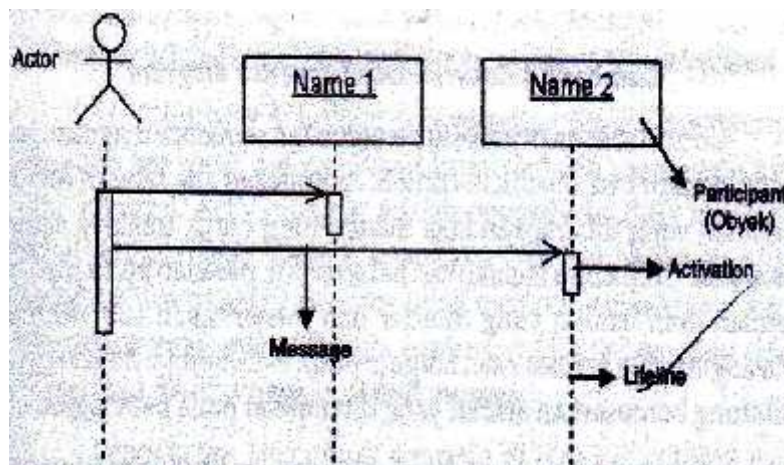 Actor
Name 1
Name 2
Participant
(Obyek)
Activation
Message
Lifeline